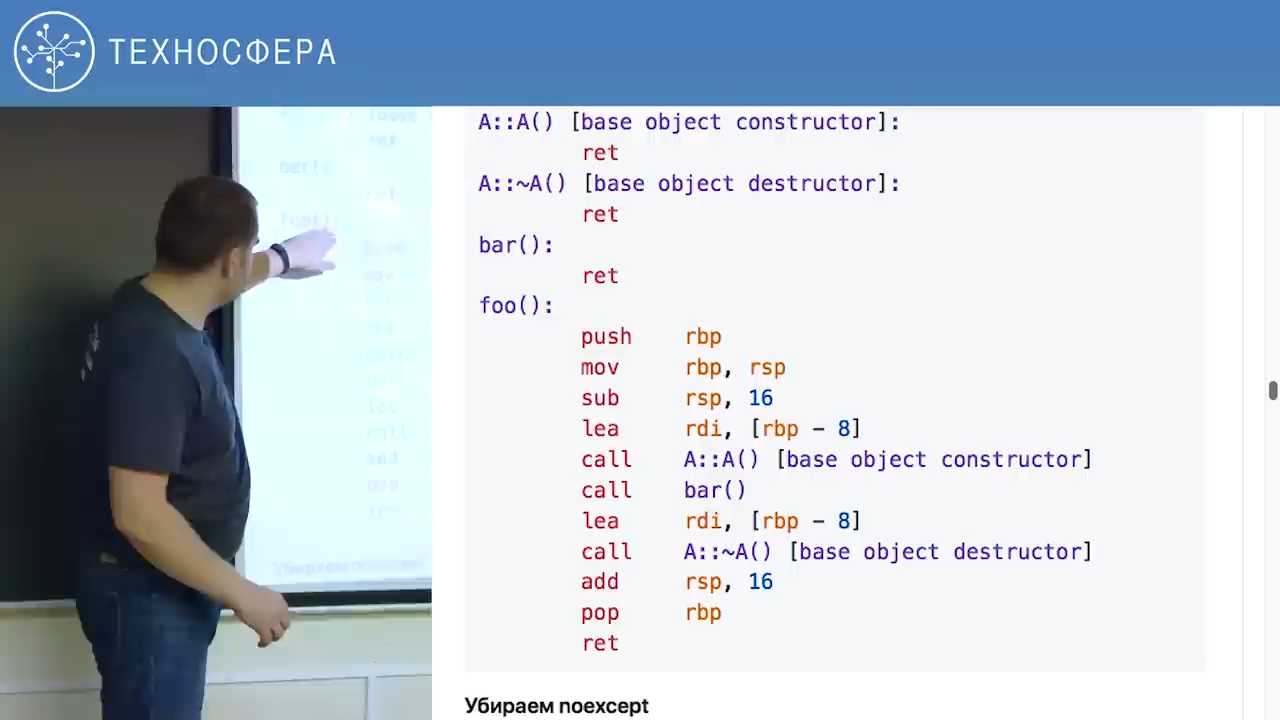 ТЕХНОСФЕРА
A::A() [base object constructor]:
ret
A::~A() [base object destructor]:
ret
bar():
ret
foo():
push rbp
mov rbp, rsp
sub rsp, 16
lea rdi, [rbp - 8]
call A::A() [base object constructor]
call bar()
lea rdi, [rbp - 8]
call A::~A() [base object destructor]
add rsp, 16
pop rbp
ret
Убираем noexcept